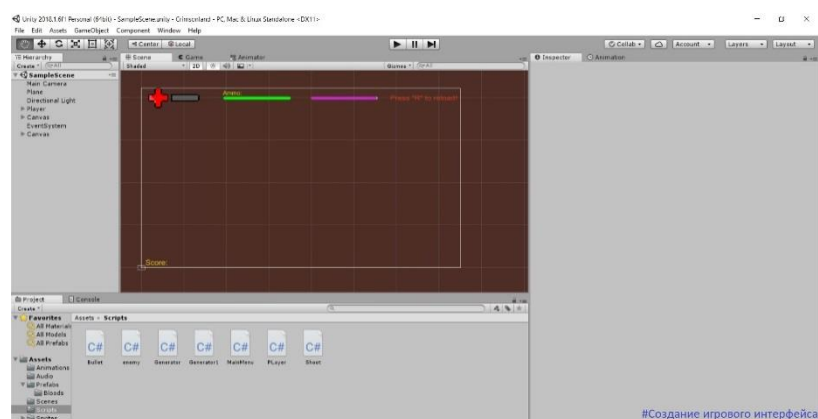 Unity 2018.1.6f1 Personal (64bit) - SampleScene.unity - Crimsonland - PC, Mac & Linux Standalone <DX11>
File Edit Assets GameObject Component Window Help
Center Local Collab Account Layers Layout
Hierarchy Scene Game Animator Inspector Animation
Create Shaded 2D Gizmos
SampleScene
Main Camera
Plane
Directional Light
Player
Canvas
EventSystem
Canvas
Ammo:
Press "R" to reload!
Score:
Project Console
Create
Favorites Assets Scripts
All Materials
All Models
All Prefabs
C# C# C# C# C# C# C#
Bullet enemy Generator Generator1 MainMenu PLayer Shoot
Assets
Animations
Audio
Prefabs
Bloods
Scenes
Scripts
Sprites
#Создание игрового интерфейса